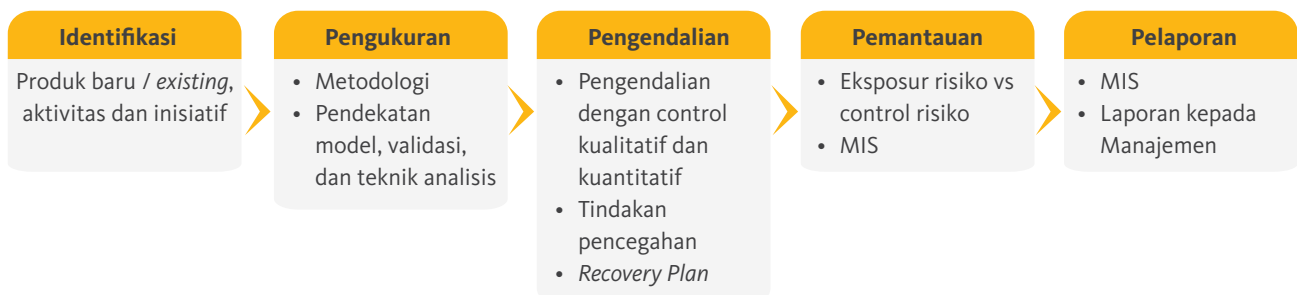 Identifikasi
Produk baru / existing,
aktivitas dan inisiatif
Pengukuran
• Metodologi
• Pendekatan
model, validasi,
dan teknik analisis
Pengendalian
• Pengendalian
dengan control
kualitatif dan
kuantitatif
• Tindakan
pencegahan
• Recovery Plan
Pemantauan
• Eksposur risiko vs
control risiko
• MIS
Pelaporan
• MIS
• Laporan kepada
Manajemen